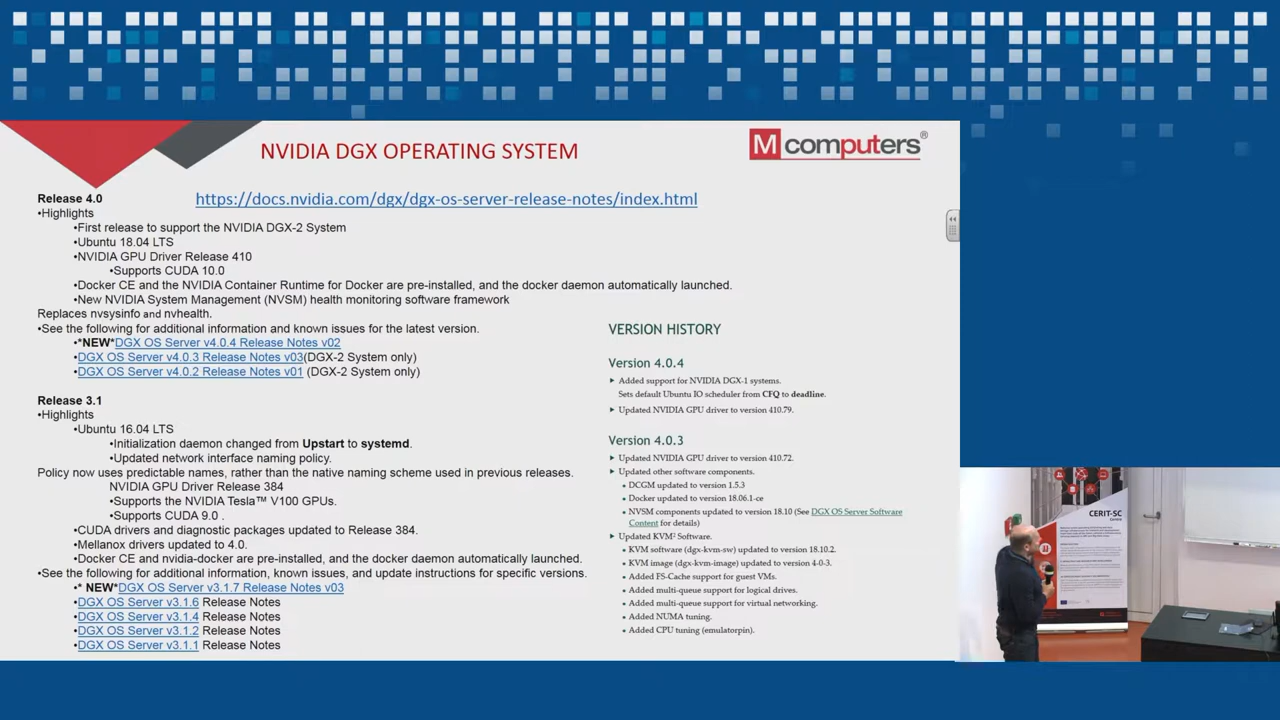 NVIDIA DGX OPERATING SYSTEM
M computers®
https://docs.nvidia.com/dgx/dgx-os-server-release-notes/index.html
Release 4.0
•Highlights
•First release to support the NVIDIA DGX-2 System
•Ubuntu 18.04 LTS
•NVIDIA GPU Driver Release 410
•Supports CUDA 10.0
•Docker CE and the NVIDIA Container Runtime for Docker are pre-installed, and the docker daemon automatically launched.
•New NVIDIA System Management (NVSM) health monitoring software framework
Replaces nvsysinfo and nvhealth.
•See the following for additional information and known issues for the latest version.
•*NEW*DGX OS Server v4.0.4 Release Notes v02
•DGX OS Server v4.0.3 Release Notes v03(DGX-2 System only)
•DGX OS Server v4.0.2 Release Notes v01 (DGX-2 System only)
Release 3.1
•Highlights
•Ubuntu 16.04 LTS
•Initialization daemon changed from Upstart to systemd.
•Updated network interface naming policy.
Policy now uses predictable names, rather than the native naming scheme used in previous releases.
NVIDIA GPU Driver Release 384
•Supports the NVIDIA Tesla™ V100 GPUs.
•Supports CUDA 9.0 .
•CUDA drivers and diagnostic packages updated to Release 384.
•Mellanox drivers updated to 4.0.
•Docker CE and nvidia-docker are pre-installed, and the docker daemon automatically launched.
•See the following for additional information, known issues, and update instructions for specific versions.
•* NEW*DGX OS Server v3.1.7 Release Notes v03
•DGX OS Server v3.1.6 Release Notes
•DGX OS Server v3.1.4 Release Notes
•DGX OS Server v3.1.2 Release Notes
•DGX OS Server v3.1.1 Release Notes
VERSION HISTORY
Version 4.0.4
Added support for NVIDIA DGX-1 systems.
Sets default Ubuntu IO scheduler from CFQ to deadline.
Updated NVIDIA GPU driver to version 410.79.
Version 4.0.3
Updated NVIDIA GPU driver to version 410.72.
Updated other software components.
• DCGM updated to version 1.5.3
• Docker updated to version 18.06.1-ce
• NVSM components updated to version 18.10 (See DGX OS Server Software
Content for details)
Updated KVM² Software.
• KVM software (dgx-kvm-sw) updated to version 18.10.2.
• KVM image (dgx-kvm-image) updated to version 4-0-3.
• Added FS-Cache support for guest VMs.
• Added multi-queue support for logical drives.
• Added multi-queue support for virtual networking.
• Added NUMA tuning.
• Added CPU tuning (emulatorpin).
CERIT-SC
Centre